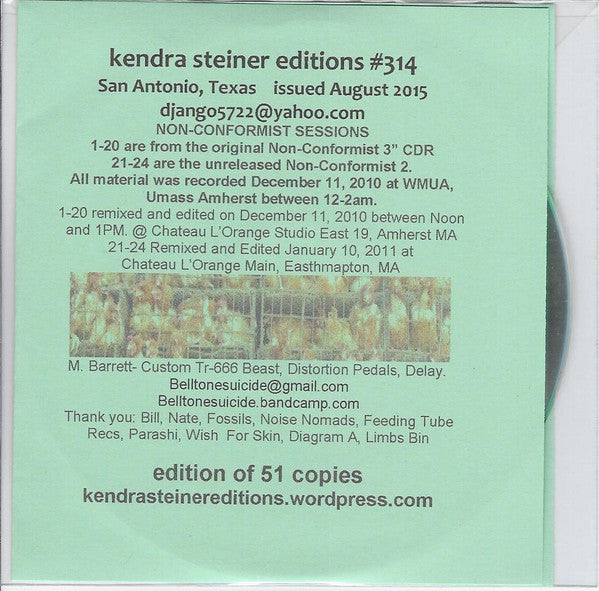 kendra steiner editions #314
San Antonio, Texas issued August 2015
django5722@yahoo.com
NON-CONFORMIST SESSIONS
1-20 are from the original Non-Conformist 3” CDR
21-24 are the unreleased Non-Conformist 2.
All material was recorded December 11, 2010 at WMUA,
Umass Amherst between 12-2am.
1-20 remixed and edited on December 11, 2010 between Noon
and 1PM. @ Chateau L’Orange Studio East 19, Amherst MA
21-24 Remixed and Edited January 10, 2011 at
Chateau L’Orange Main, Easthmapton, MA
M. Barrett- Custom Tr-666 Beast, Distortion Pedals, Delay.
Belltonesuicide@gmail.com
Belltonesuicide.bandcamp.com
Thank you: Bill, Nate, Fossils, Noise Nomads, Feeding Tube
Recs, Parashi, Wish For Skin, Diagram A, Limbs Bin
edition of 51 copies
kendrasteinereditions.wordpress.com